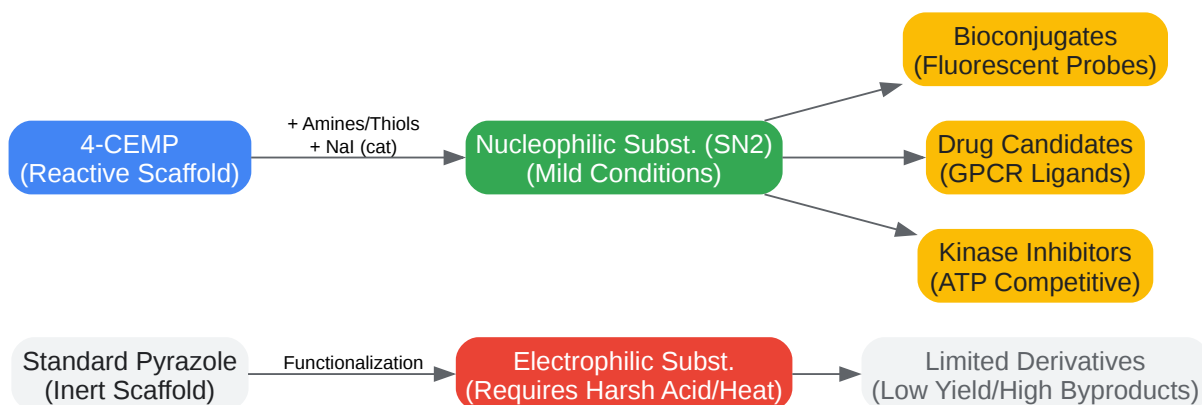 Bioconjugates
(Fluorescent Probes)
4-CEMP
(Reactive Scaffold)
+ Amines/Thiols
+ NaI (cat)
Nucleophilic Subst. (SN2)
(Mild Conditions)
Drug Candidates
(GPCR Ligands)
Kinase Inhibitors
(ATP Competitive)
Standard Pyrazole
(Inert Scaffold)
Functionalization
Electrophilic Subst.
(Requires Harsh Acid/Heat)
Limited Derivatives
(Low Yield/High Byproducts)